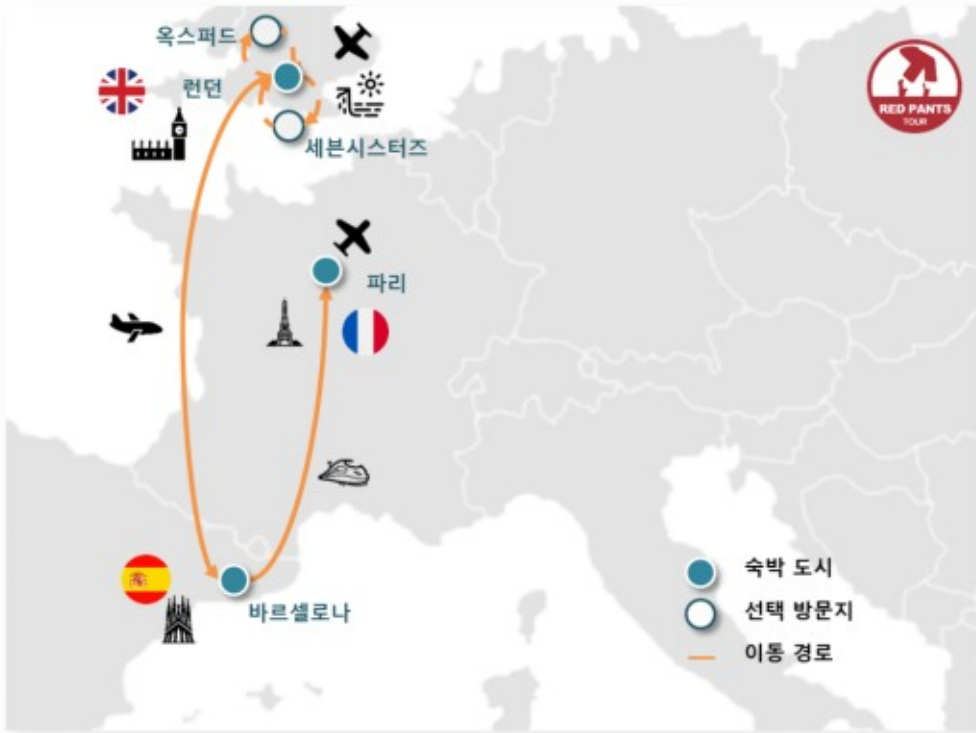 옥스퍼드
런던
세븐시스터즈
RED PANTS
TOUR
파리
바르셀로나
숙박 도시
선택 방문지
이동 경로